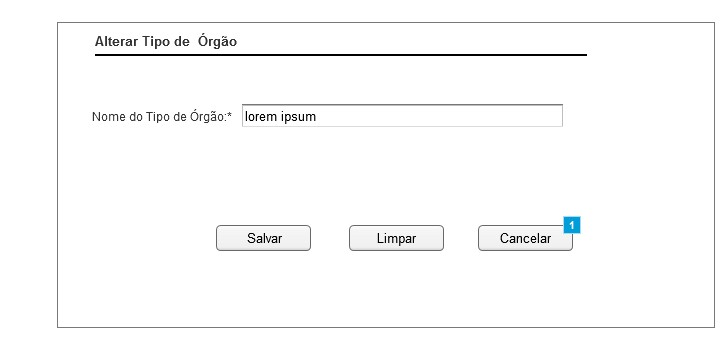 Alterar Tipo de Órgão
Nome do Tipo de Órgão:* lorem ipsum
1
Salvar Limpar Cancelar